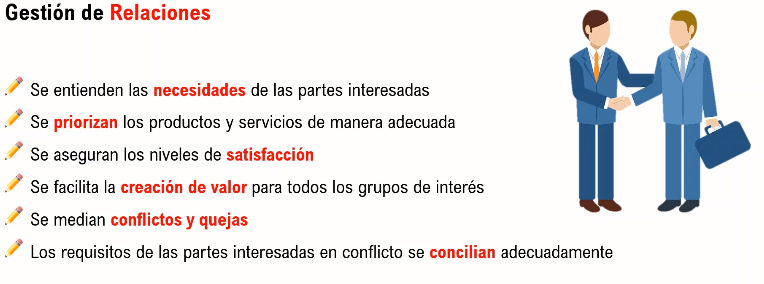 Gestión de Relaciones
Se entienden las necesidades de las partes interesadas
Se priorizan los productos y servicios de manera adecuada
Se aseguran los niveles de satisfacción
Se facilita la creación de valor para todos los grupos de interés
Se median conflictos y quejas
Los requisitos de las partes interesadas en conflicto se concilian adecuadamente